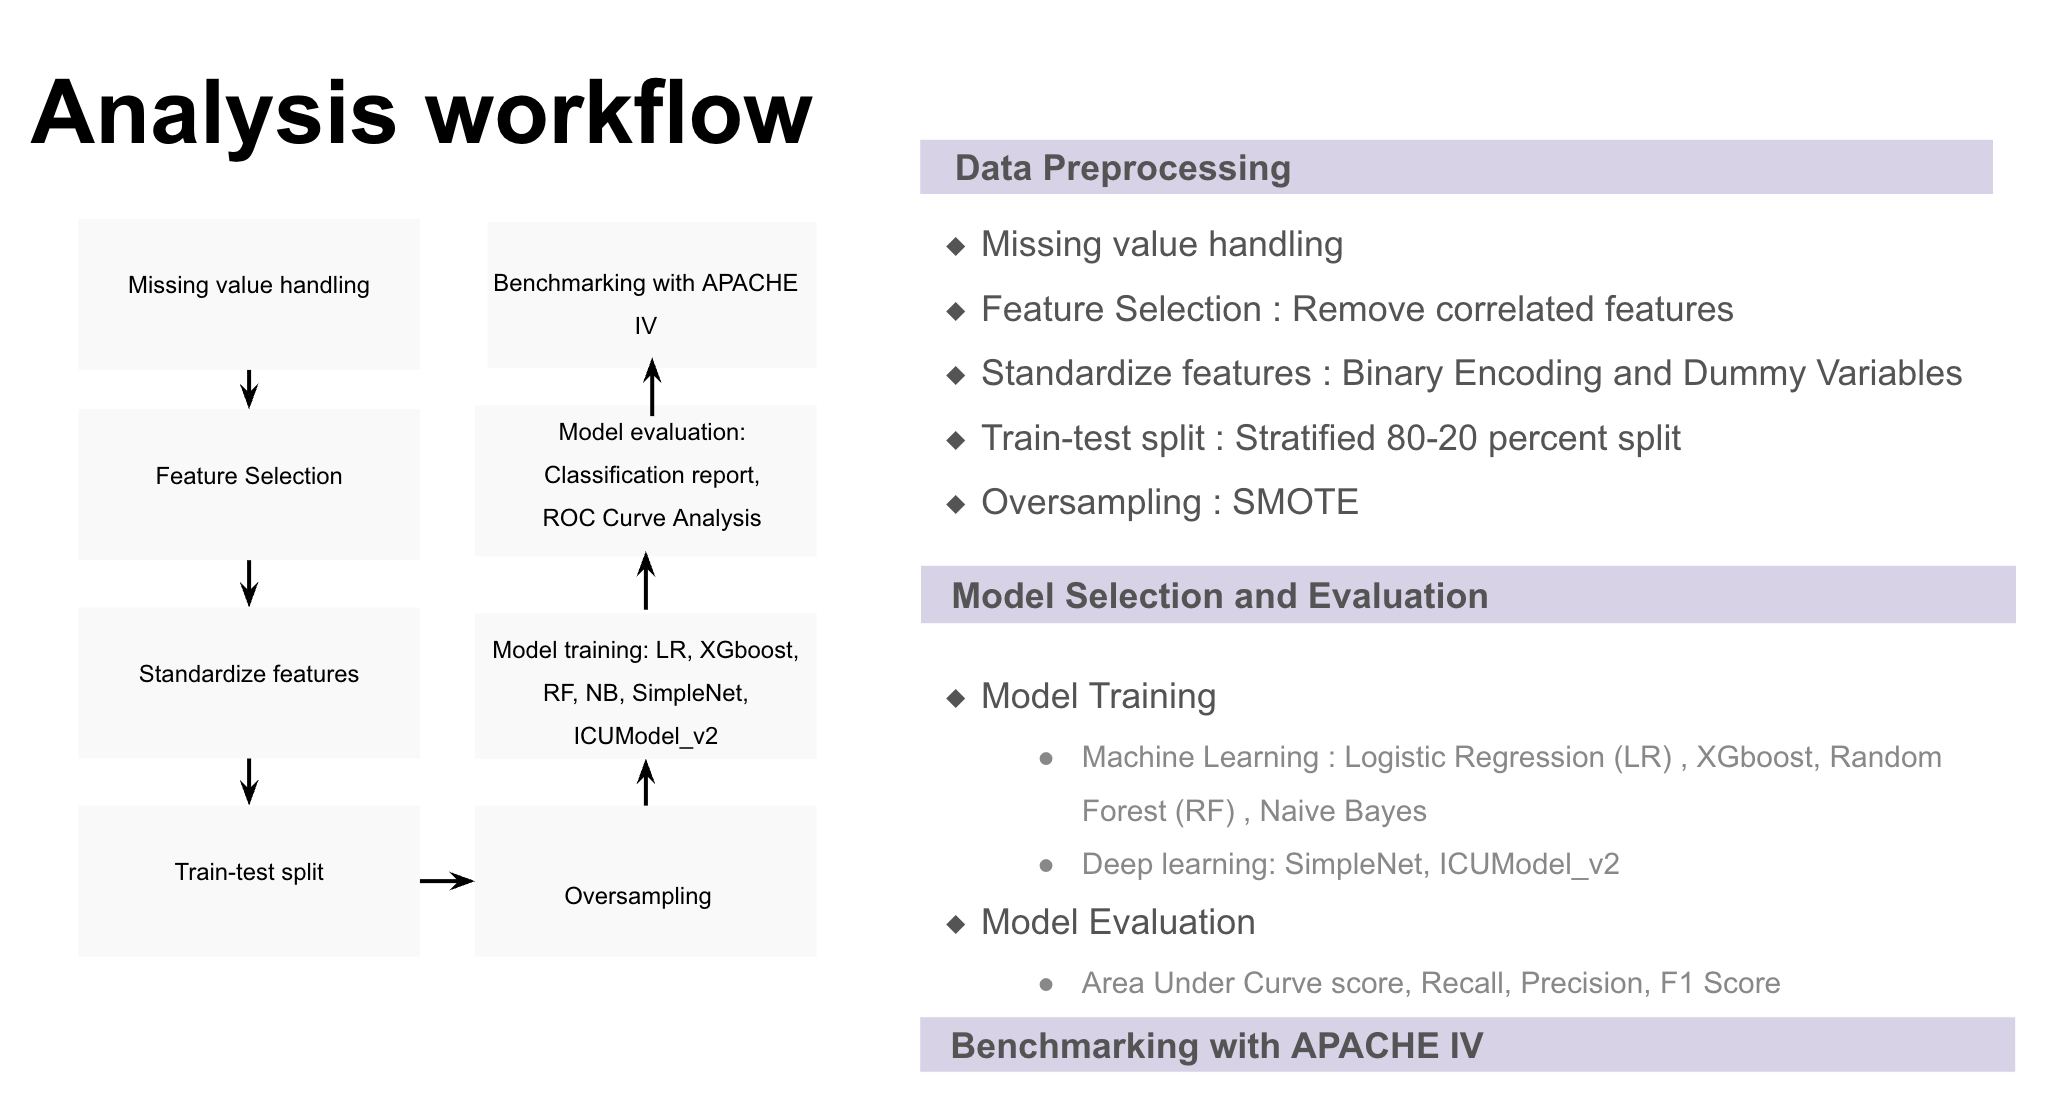 Analysis workflow
Missing value handling
Feature Selection
Standardize features
Train-test split
Oversampling
Model training: LR, XGboost,
RF, NB, SimpleNet,
ICUModel_v2
Model evaluation:
Classification report,
ROC Curve Analysis
Benchmarking with APACHE
IV
Data Preprocessing
◆ Missing value handling
◆ Feature Selection : Remove correlated features
◆ Standardize features : Binary Encoding and Dummy Variables
◆ Train-test split : Stratified 80-20 percent split
◆ Oversampling : SMOTE
Model Selection and Evaluation
◆ Model Training
● Machine Learning : Logistic Regression (LR) , XGboost, Random
Forest (RF) , Naive Bayes
● Deep learning: SimpleNet, ICUModel_v2
◆ Model Evaluation
● Area Under Curve score, Recall, Precision, F1 Score
Benchmarking with APACHE IV